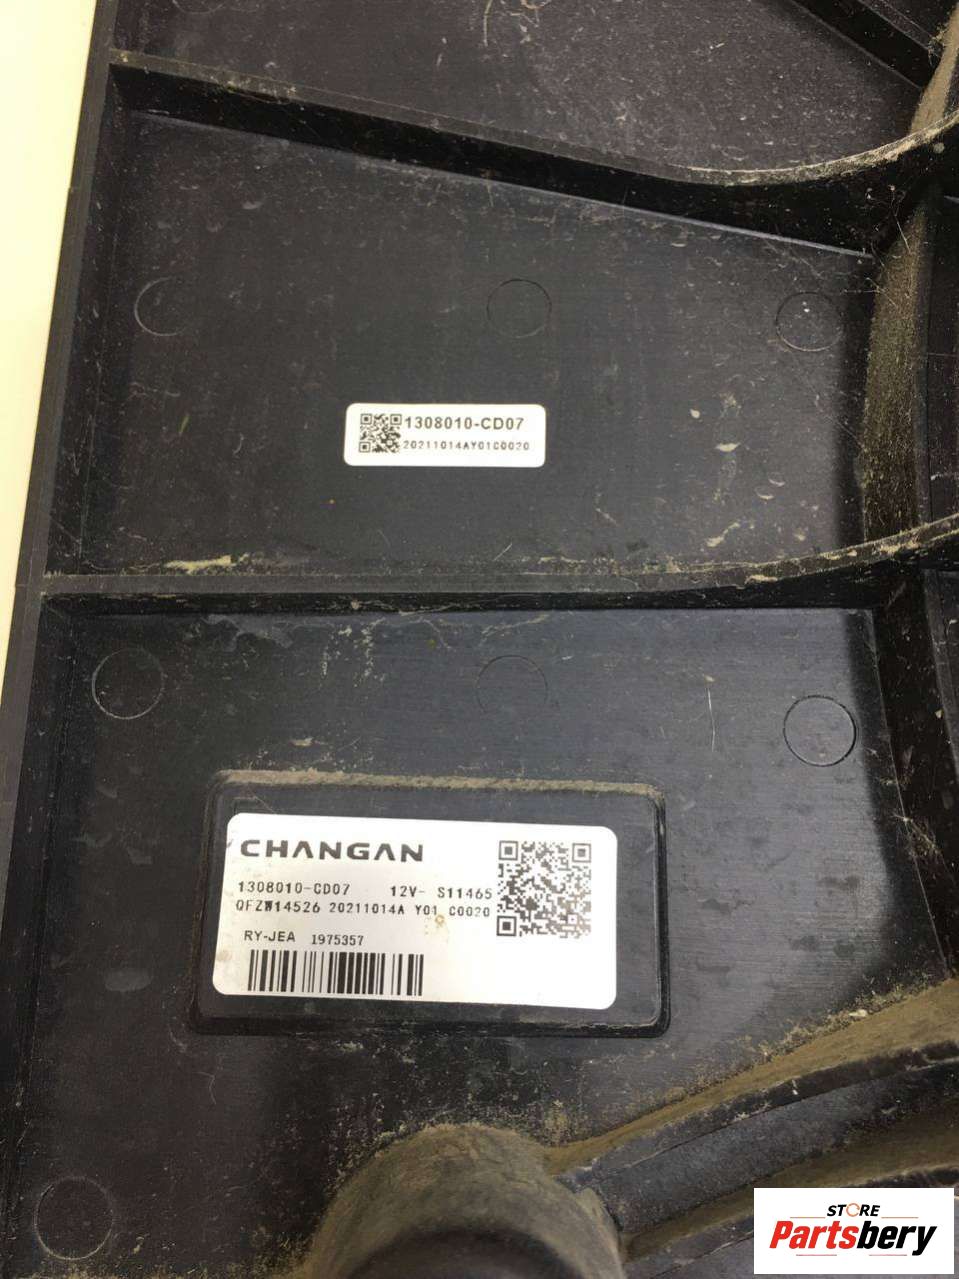 1308010-CD07
20211014AY01C0020
CHANGAN
1308010-CD07 12V- S11465
QFZW14526 20211014A Y01 C0020
RY-JEA 1975357
STORE
Partsbery